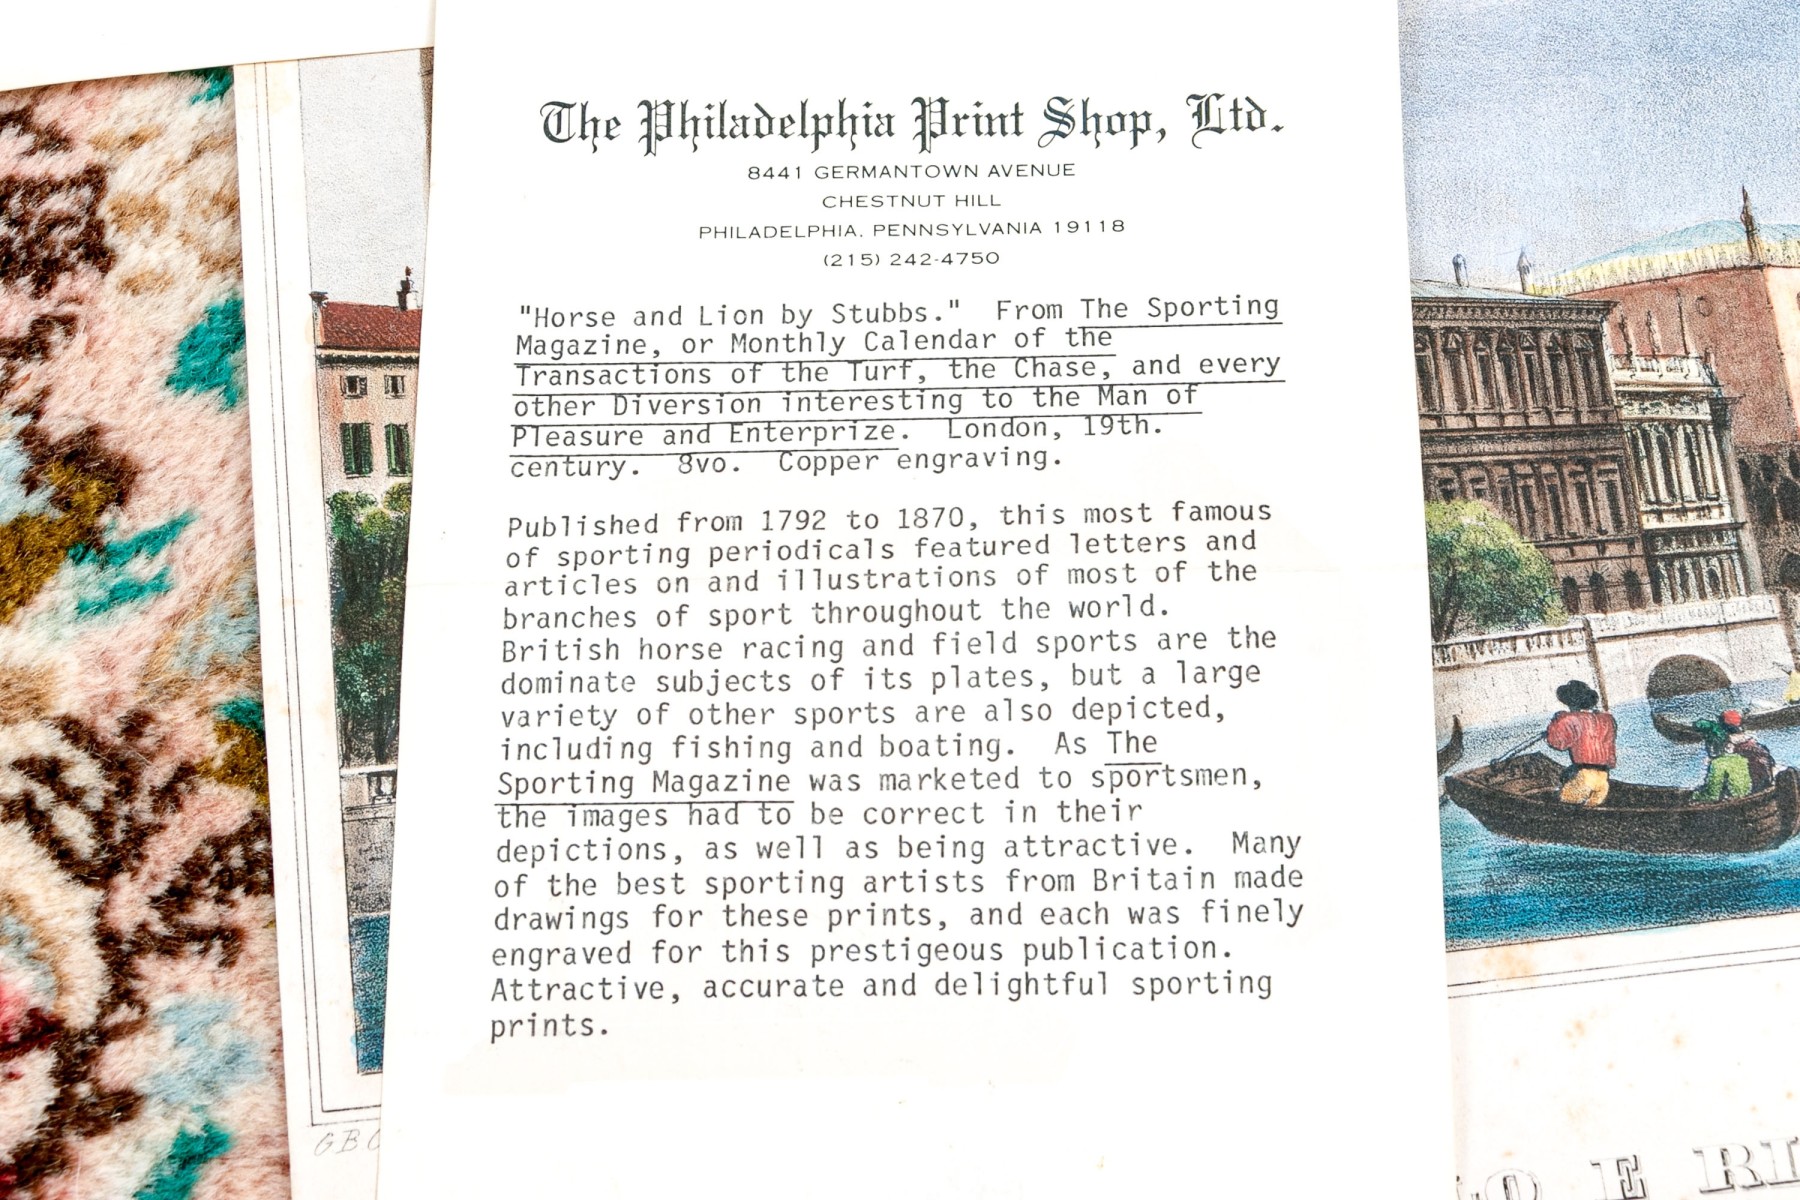 The Philadelphia Print Shop, Ltd.
8441 GERMANTOWN AVENUE
CHESTNUT HILL
PHILADELPHIA, PENNSYLVANIA 19118
(215) 242-4750
"Horse and Lion by Stubbs."  From The Sporting
Magazine, or Monthly Calendar of the
Transactions of the Turf, the Chase, and every
other Diversion interesting to the Man of
Pleasure and Enterprize.  London, 19th.
century.  8vo.  Copper engraving.
Published from 1792 to 1870, this most famous
of sporting periodicals featured letters and
articles on and illustrations of most of the
branches of sport throughout the world.
British horse racing and field sports are the
dominate subjects of its plates, but a large
variety of other sports are also depicted,
including fishing and boating.  As The
Sporting Magazine was marketed to sportsmen,
the images had to be correct in their
depictions, as well as being attractive.  Many
of the best sporting artists from Britain made
drawings for these prints, and each was finely
engraved for this prestigeous publication.
Attractive, accurate and delightful sporting
prints.
O E RI